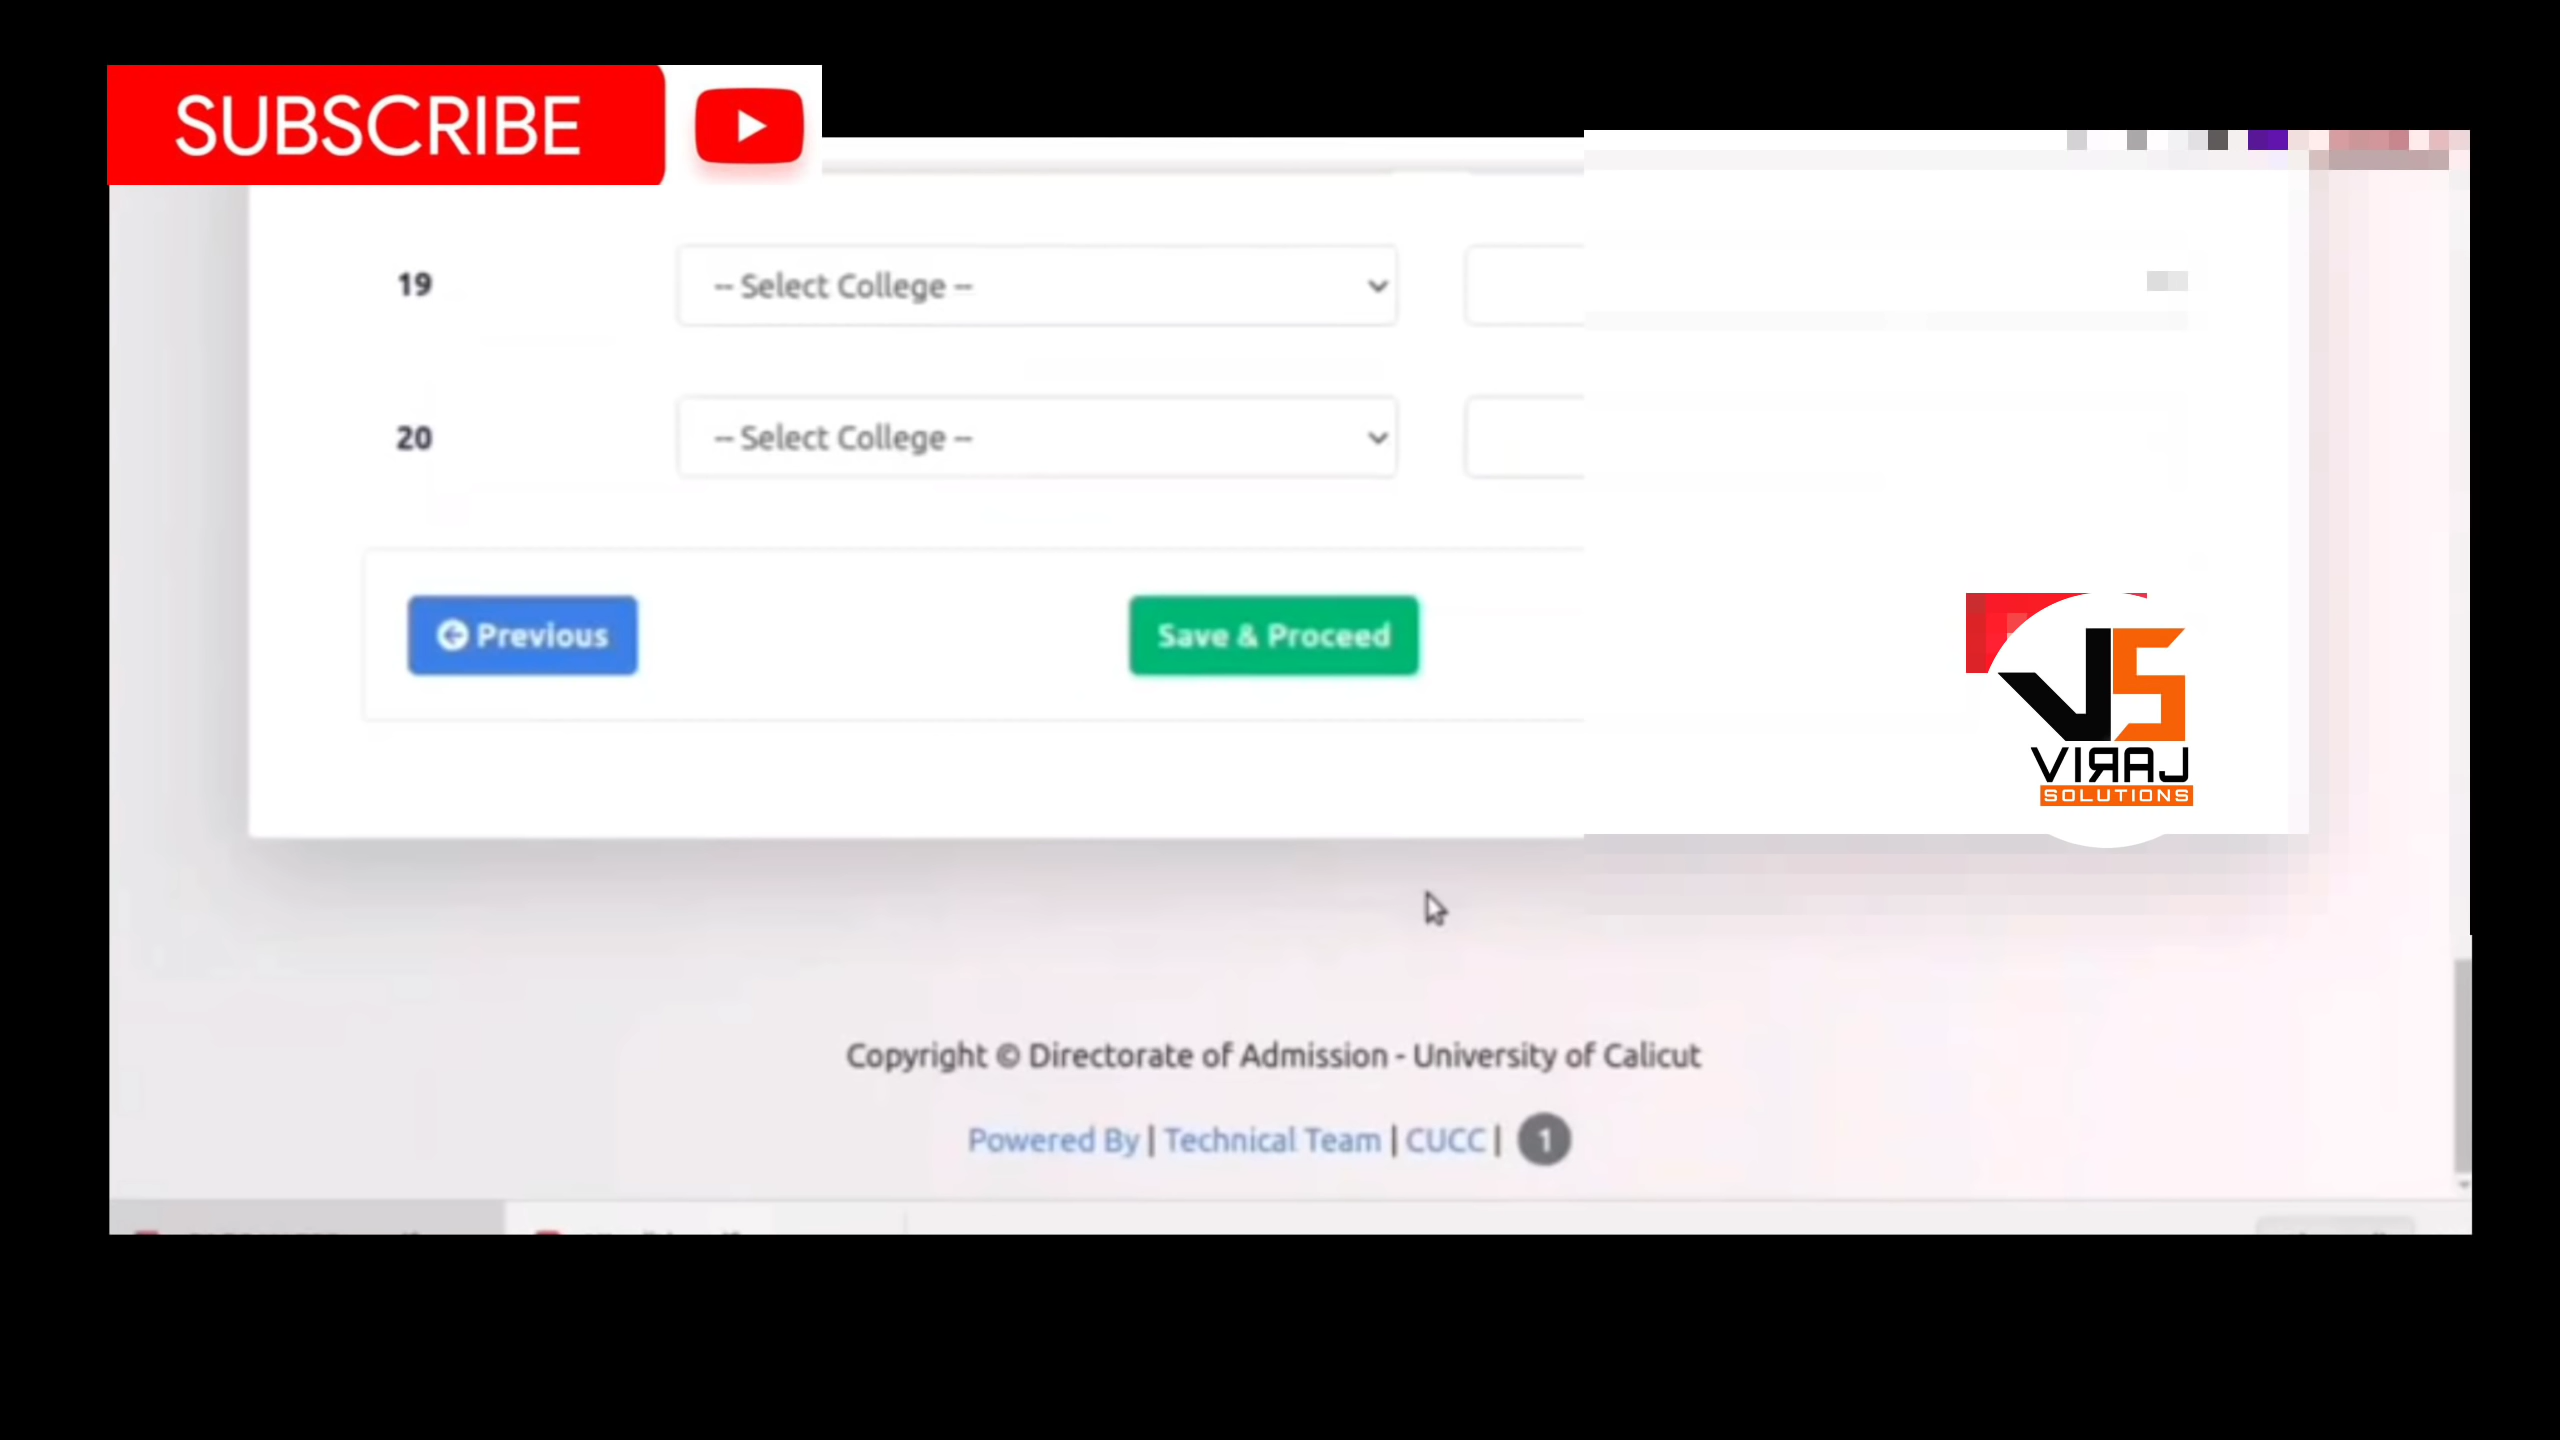 SUBSCRIBE
19
-- Select College --
20
-- Select College --
Previous
Save & Proceed
VIRAJ
SOLUTIONS
Copyright © Directorate of Admission - University of Calicut
Powered By | Technical Team | CUCC | 1